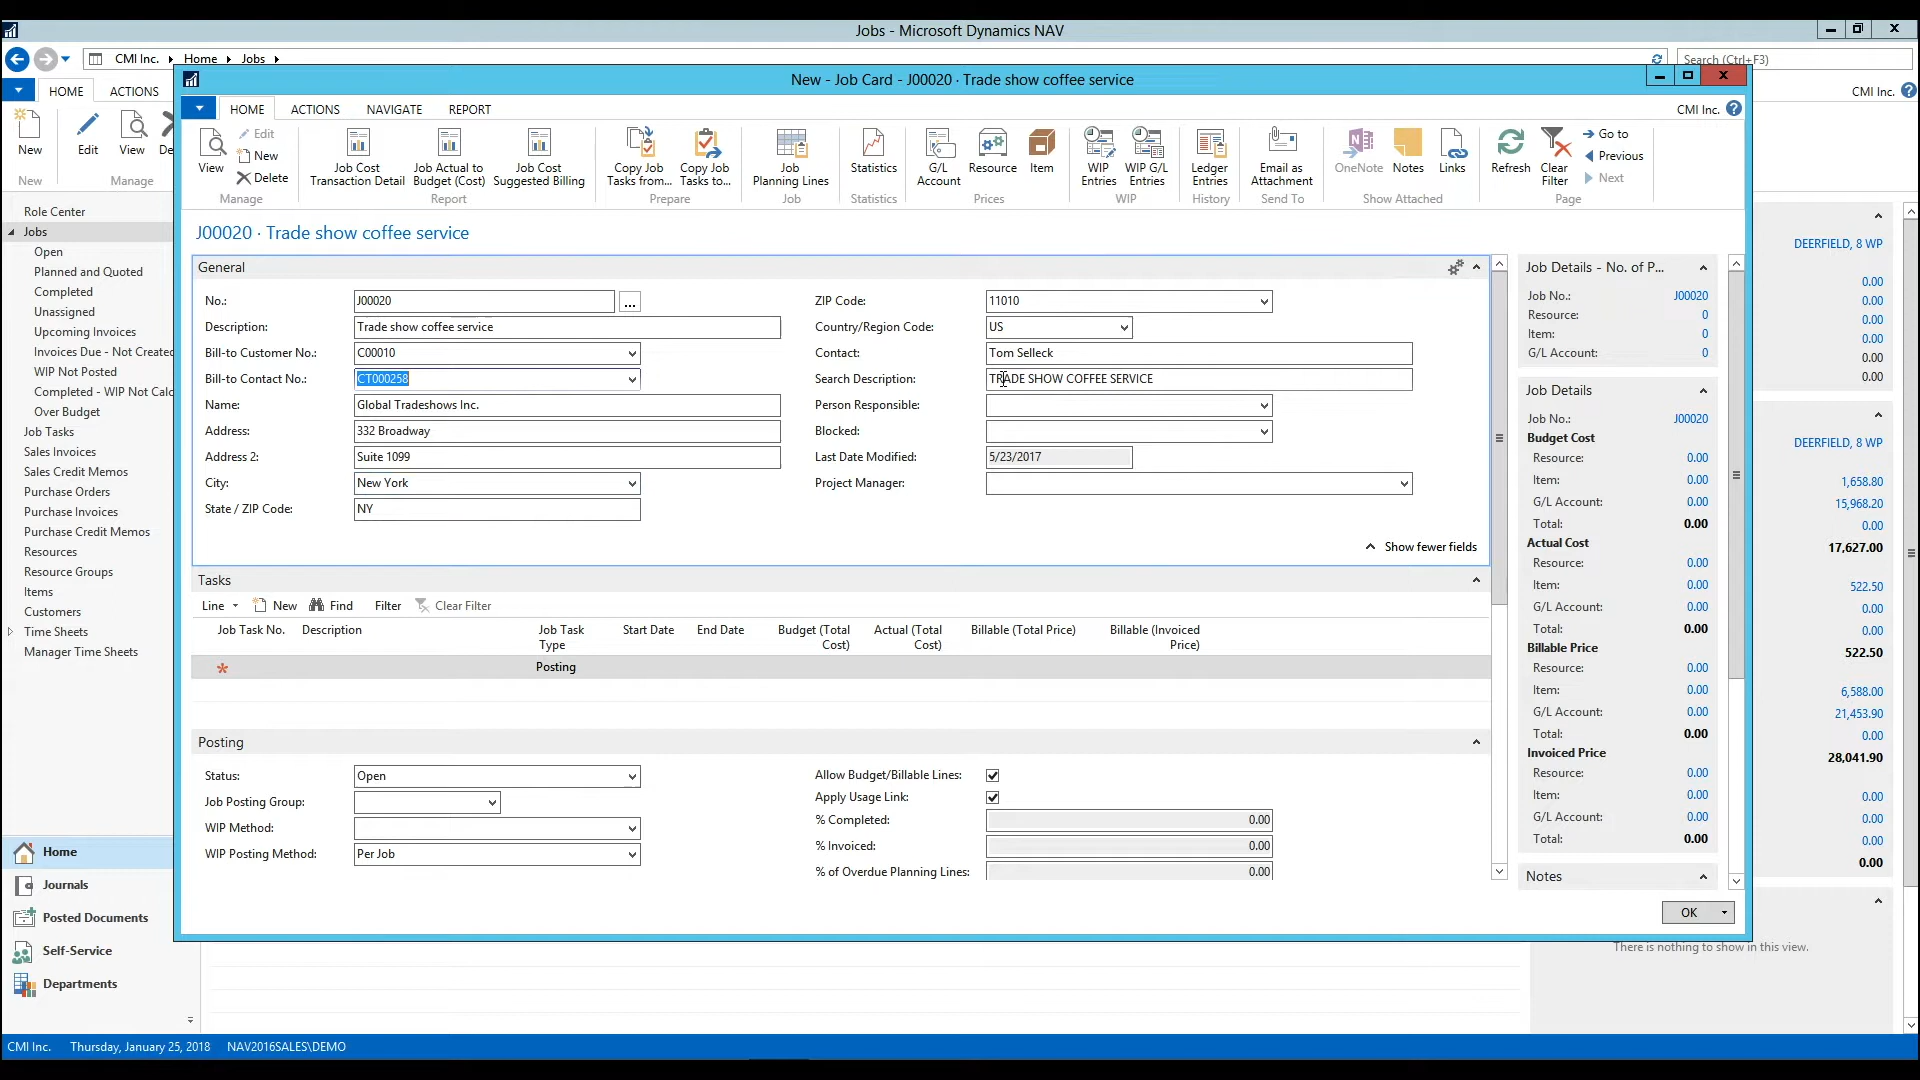 Jobs - Microsoft Dynamics NAV
CMI Inc. Home Jobs
Search (Ctrl+F3)
HOME ACTIONS
CMI Inc.
New Edit View
New Manage
Role Center
Jobs
Open
Planned and Quoted
Completed
Unassigned
Upcoming Invoices
Invoices Due - Not Created
WIP Not Posted
Completed - WIP Not Calc
Over Budget
Job Tasks
Sales Invoices
Sales Credit Memos
Purchase Orders
Purchase Invoices
Purchase Credit Memos
Resources
Resource Groups
Items
Customers
Time Sheets
Manager Time Sheets
Home
Journals
Posted Documents
Self-Service
Departments
New - Job Card - J00020 · Trade show coffee service
HOME ACTIONS NAVIGATE REPORT
CMI Inc.
View
Edit
New
Delete
Manage
Job Cost Transaction Detail
Job Actual to Budget (Cost)
Job Cost Suggested Billing
Report
Copy Job Tasks from...
Copy Job Tasks to...
Prepare
Job Planning Lines
Job
Statistics
Statistics
G/L Account
Resource
Item
Prices
WIP Entries
WIP G/L Entries
WIP
Ledger Entries
History
Email as Attachment
Send To
OneNote
Notes
Links
Show Attached
Refresh
Clear Filter
Go to
Previous
Next
Page
J00020 · Trade show coffee service
General
No.: J00020 ...
Description: Trade show coffee service
Bill-to Customer No.: C00010
Bill-to Contact No.: CT000258
Name: Global Tradeshows Inc.
Address: 332 Broadway
Address 2: Suite 1099
City: New York
State / ZIP Code: NY
ZIP Code: 11010
Country/Region Code: US
Contact: Tom Selleck
Search Description: TRADE SHOW COFFEE SERVICE
Person Responsible:
Blocked:
Last Date Modified: 5/23/2017
Project Manager:
Show fewer fields
Tasks
Line New Find Filter Clear Filter
Job Task No. Description Job Task Type Start Date End Date Budget (Total Cost) Actual (Total Cost) Billable (Total Price) Billable (Invoiced Price)
Posting
Posting
Status: Open
Job Posting Group:
WIP Method:
WIP Posting Method: Per Job
Allow Budget/Billable Lines:
Apply Usage Link:
% Completed: 0.00
% Invoiced: 0.00
% of Overdue Planning Lines: 0.00
Job Details - No. of P...
Job No.: J00020
Resource: 0
Item: 0
G/L Account: 0
Job Details
Job No.: J00020
Budget Cost
Resource: 0.00
Item: 0.00
G/L Account: 0.00
Total: 0.00
Actual Cost
Resource: 0.00
Item: 0.00
G/L Account: 0.00
Total: 0.00
Billable Price
Resource: 0.00
Item: 0.00
G/L Account: 0.00
Total: 0.00
Invoiced Price
Resource: 0.00
Item: 0.00
G/L Account: 0.00
Total: 0.00
Notes
OK
DEERFIELD, 8 WP
0.00
0.00
0.00
0.00
0.00
0.00
DEERFIELD, 8 WP
1,658.80
15,968.20
0.00
17,627.00
522.50
0.00
0.00
522.50
6,588.00
21,453.90
0.00
28,041.90
0.00
0.00
0.00
0.00
There is nothing to show in this view.
CMI Inc. Thursday, January 25, 2018 NAV2016SALES\DEMO